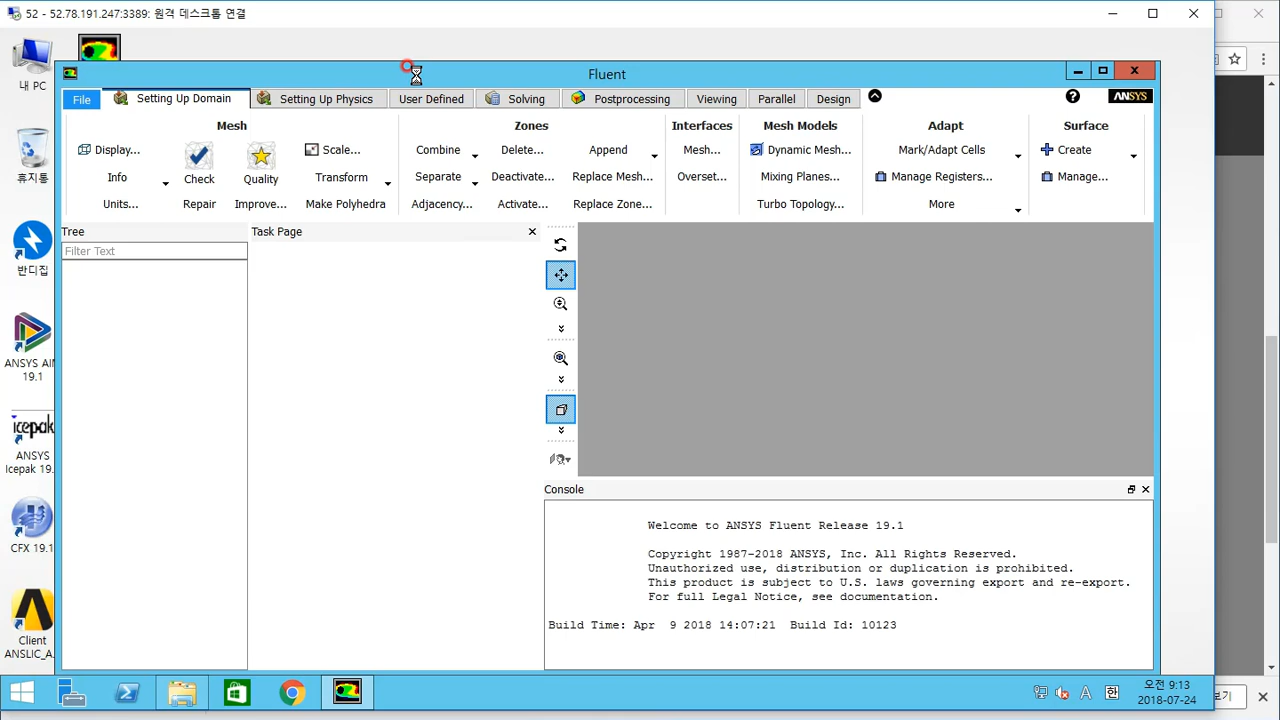 52 - 52.78.191.247:3389: 원격 데스크톱 연결
내 PC
휴지통
반디집
ANSYS AIM
19.1
icepak
ANSYS
Icepak 19.
CFX 19.1
Client
ANSLIC_A
Fluent
File
Setting Up Domain
Setting Up Physics
User Defined
Solving
Postprocessing
Viewing
Parallel
Design
ANSYS
Mesh
Zones
Interfaces
Mesh Models
Adapt
Surface
Display...
Scale...
Combine
Delete...
Append
Mesh...
Dynamic Mesh...
Mark/Adapt Cells
Create
Info
Check
Quality
Transform
Separate
Deactivate...
Replace Mesh...
Overset...
Mixing Planes...
Manage Registers...
Manage...
Units...
Repair
Improve...
Make Polyhedra
Adjacency...
Activate...
Replace Zone...
Turbo Topology...
More
Tree
Task Page
Filter Text
Console
Welcome to ANSYS Fluent Release 19.1
Copyright 1987-2018 ANSYS, Inc. All Rights Reserved.
Unauthorized use, distribution or duplication is prohibited.
This product is subject to U.S. laws governing export and re-export.
For full Legal Notice, see documentation.
Build Time: Apr  9 2018 14:07:21  Build Id: 10123
A
한
오전 9:13
2018-07-24
보기